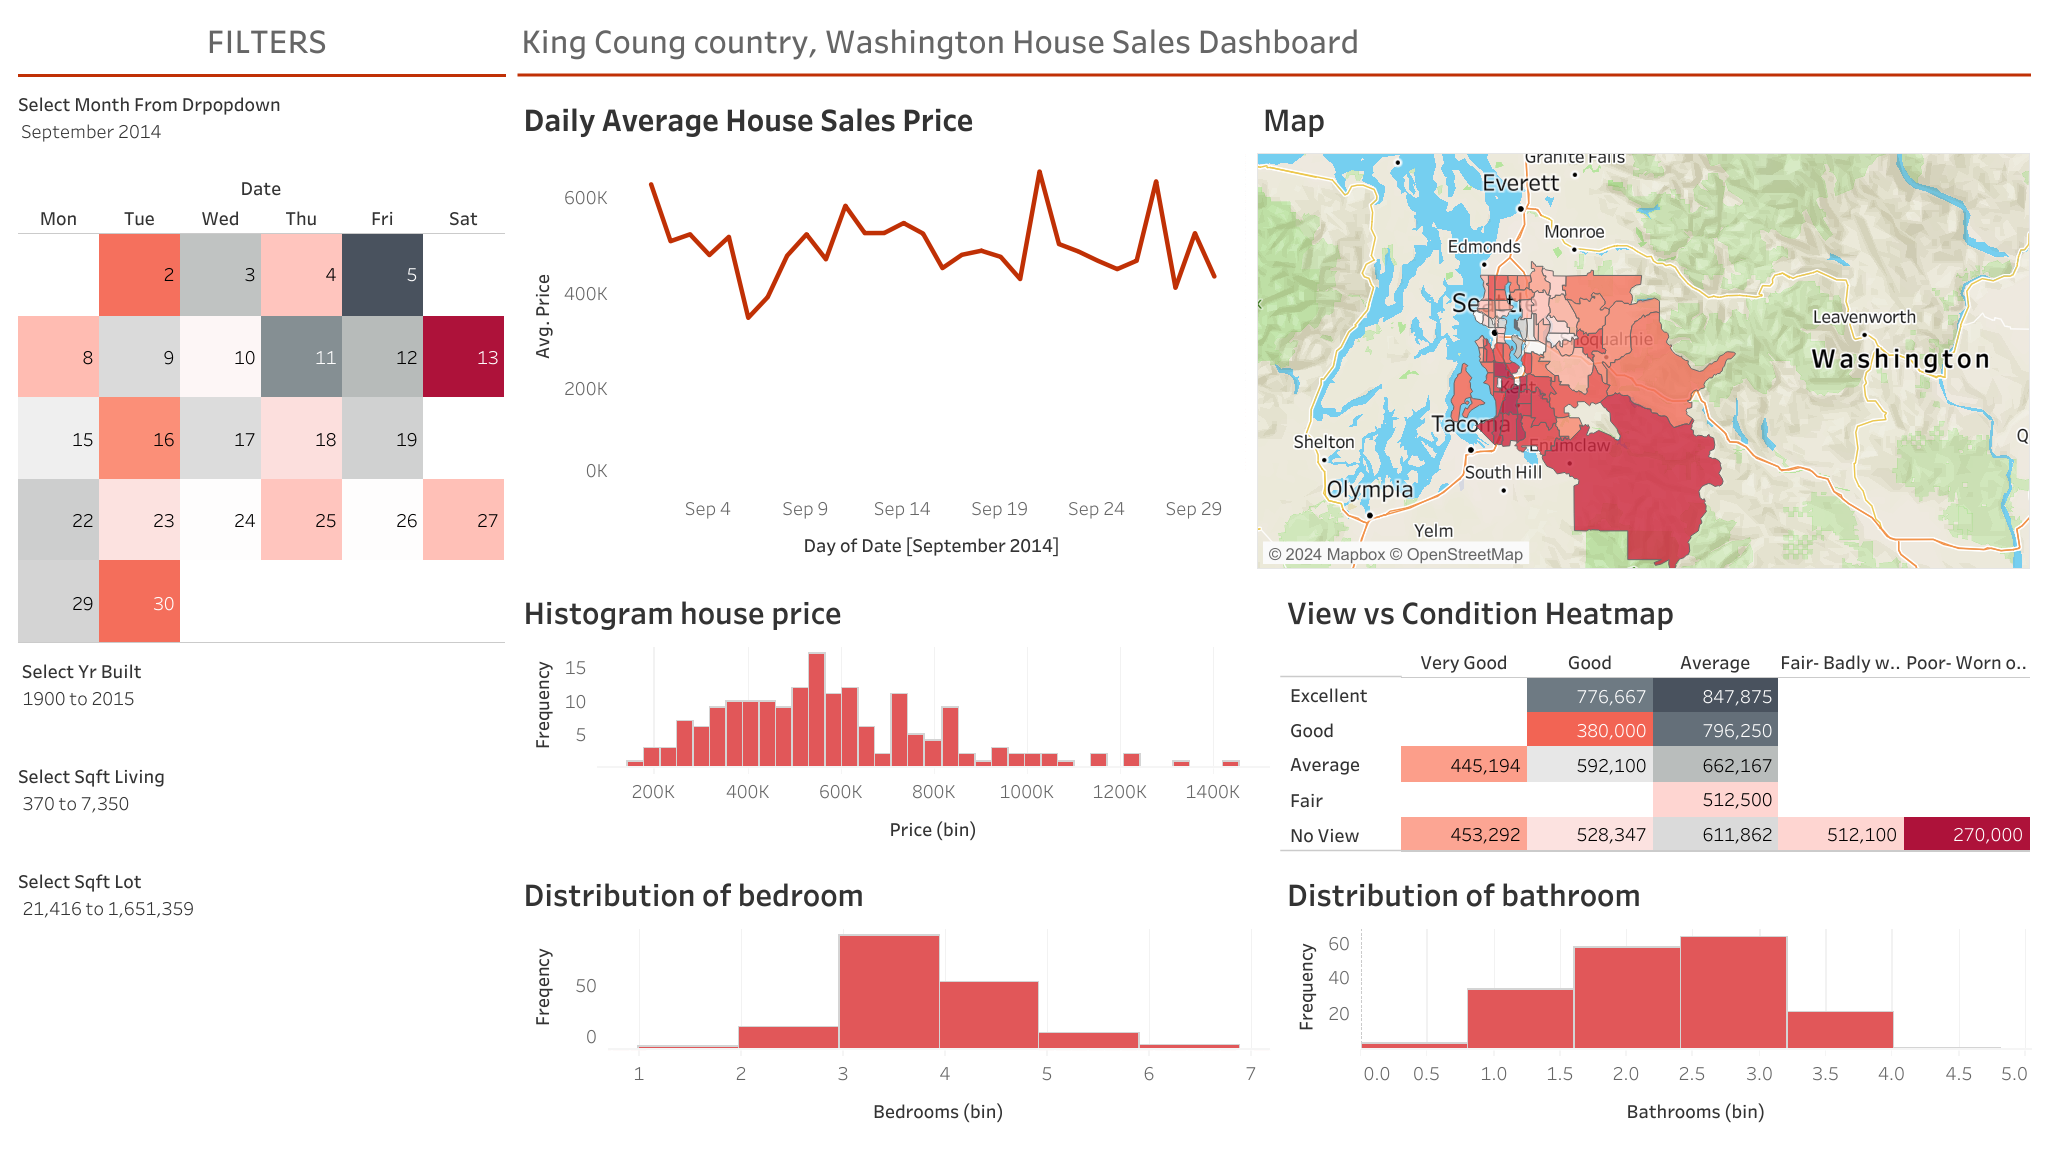 FILTERS
King Coung country, Washington House Sales Dashboard
Select Month From Drpopdown
September 2014
Date
Mon Tue Wed Thu Fri Sat
2 3 4 5
8 9 10 11 12 13
15 16 17 18 19
22 23 24 25 26 27
29 30
Select Yr Built
1900 to 2015
Select Sqft Living
370 to 7,350
Select Sqft Lot
21,416 to 1,651,359
Daily Average House Sales Price
Avg. Price
600K
400K
200K
0K
Sep 4 Sep 9 Sep 14 Sep 19 Sep 24 Sep 29
Day of Date [September 2014]
Map
Granite Falls
Everett
Monroe
Edmonds
Leavenworth
Washington
Kent
Tacoma
Enumclaw
Shelton
South Hill
Olympia
Yelm
Q
© 2024 Mapbox © OpenStreetMap
Histogram house price
Frequency
15
10
5
200K 400K 600K 800K 1000K 1200K 1400K
Price (bin)
View vs Condition Heatmap
Very Good Good Average Fair- Badly w.. Poor- Worn o..
Excellent 776,667 847,875
Good 380,000 796,250
Average 445,194 592,100 662,167
Fair 512,500
No View 453,292 528,347 611,862 512,100 270,000
Distribution of bedroom
Freqency
50
0
1 2 3 4 5 6 7
Bedrooms (bin)
Distribution of bathroom
Frequency
60
40
20
0.0 0.5 1.0 1.5 2.0 2.5 3.0 3.5 4.0 4.5 5.0
Bathrooms (bin)